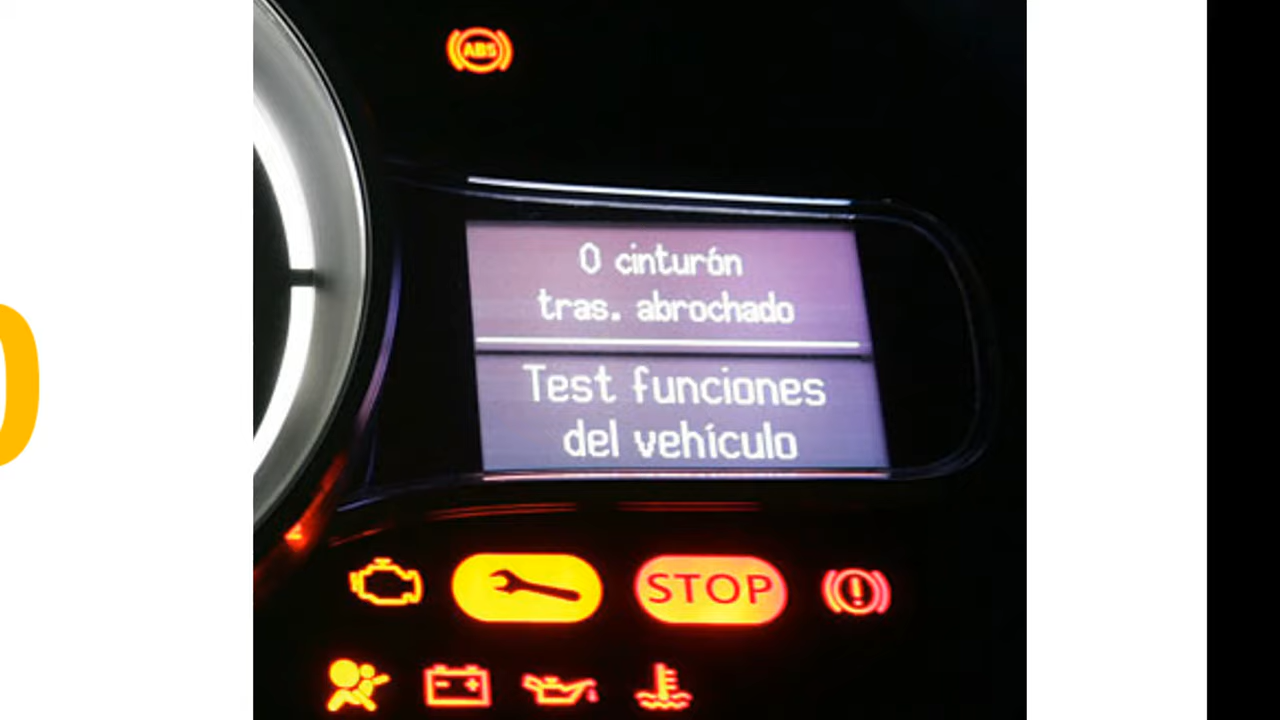 ABS
0 cinturón
tras. abrochado
Test funciones
del vehículo
STOP